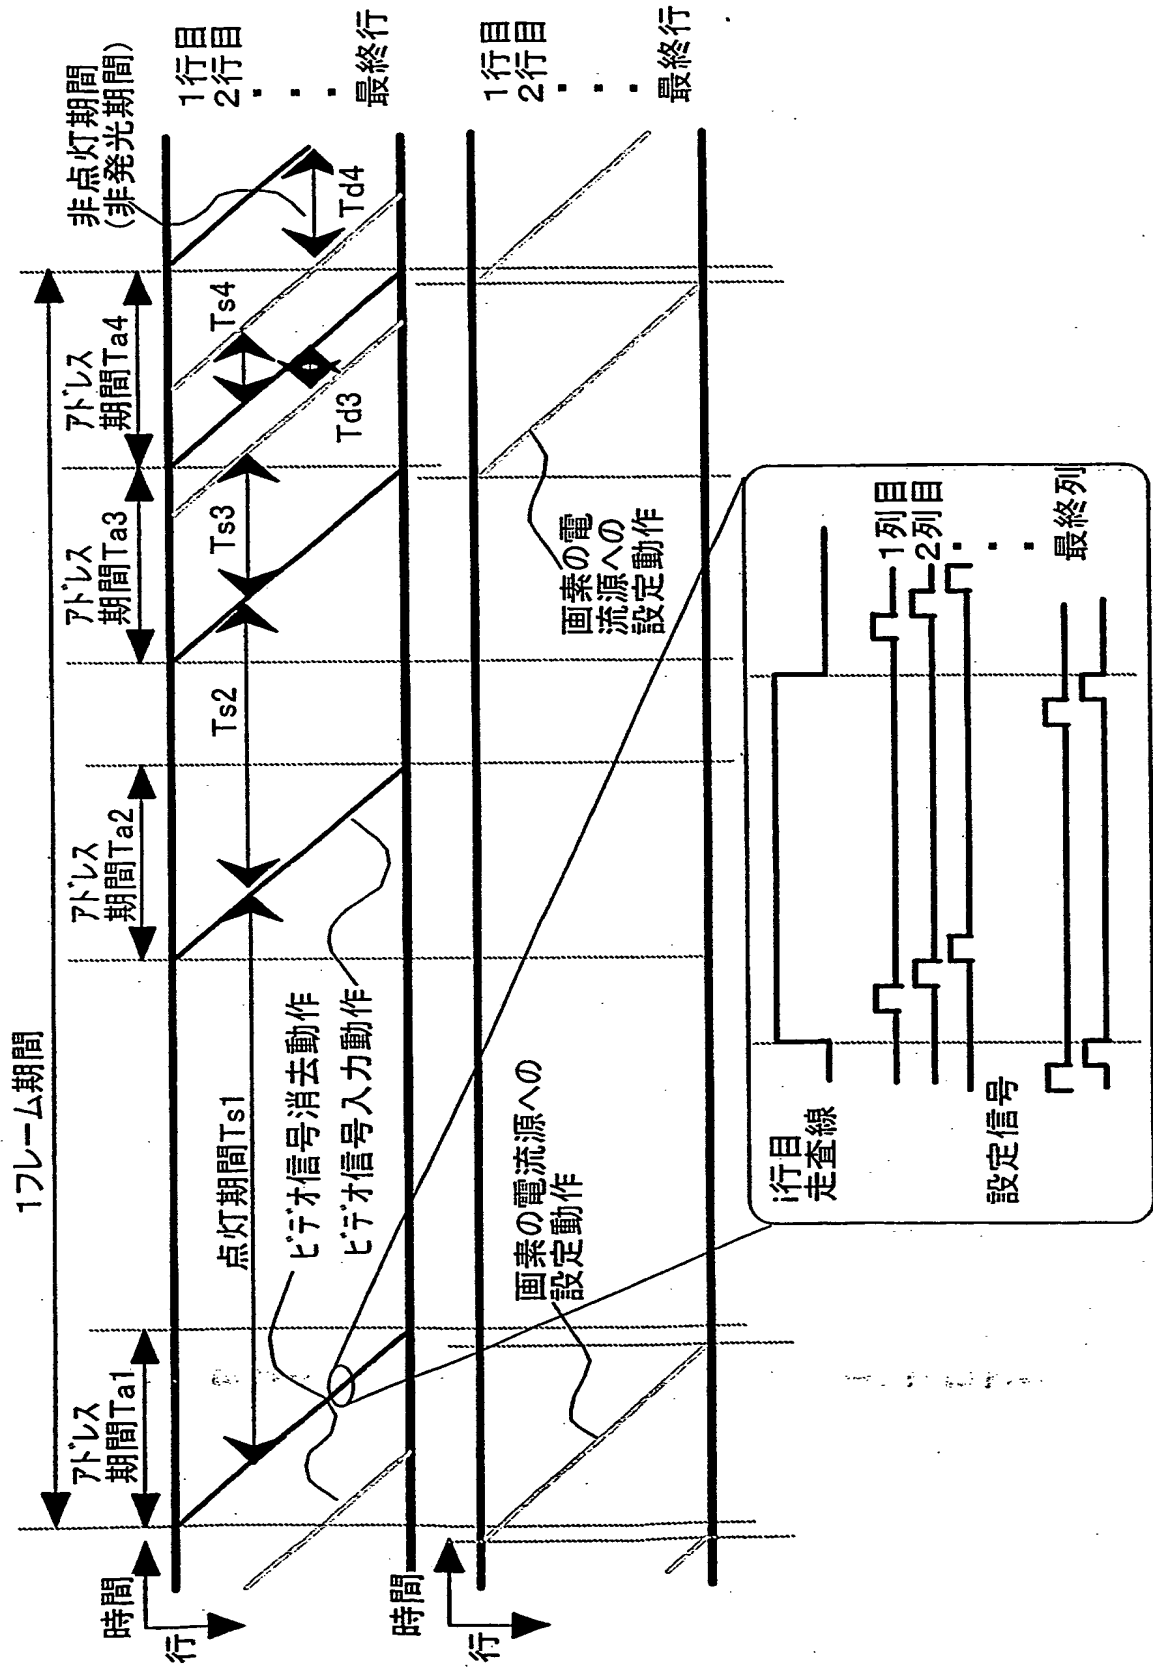 1フレーム期間
アドレス
期間Ta1
アドレス
期間Ta2
アドレス
期間Ta3
アドレス
期間Ta4
非点灯期間
(非発光期間)
時間
行
点灯期間Ts1
Ts2
Ts3
Ts4
Td3
Td4
1行目
2行目
・
・
・
最終行
ビデオ信号消去動作
ビデオ信号入力動作
時間
行
画素の電流源への
設定動作
画素の電
流源への
設定動作
1行目
2行目
・
・
・
最終行
i行目
走査線
設定信号
1列目
2列目
・
・
・
最終列